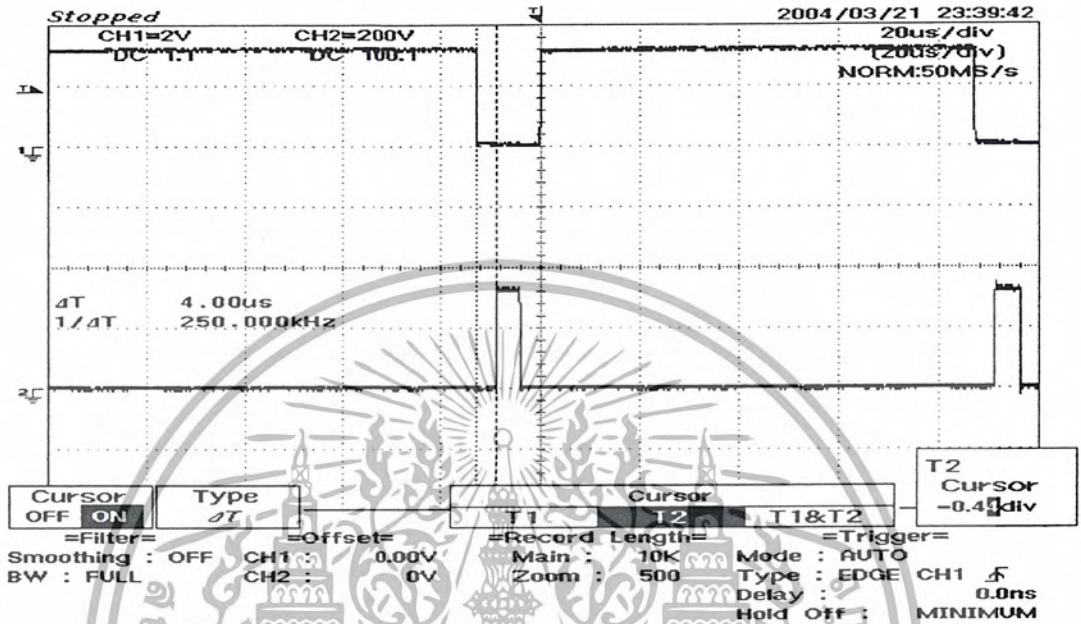 Stopped 2004/03/21 23:39:42
CH1=2V CH2=200V 20us/div
DC 1:1 DC 100:1 (20us/div)
NORM:50MS/s
ΔT 4.00us
1/ΔT 250.000kHz
T2
Cursor
Cursor Type Cursor
OFF ON ΔT T1 T2 T1&T2
=Filter= =Offset= =Record Length= =Trigger=
Smoothing : OFF CH1 : 0.00V Main : 10K Mode : AUTO
BW : FULL CH2 : 0V Zoom : 500 Type : EDGE CH1
Delay : 0.0ns
Hold Off : MINIMUM